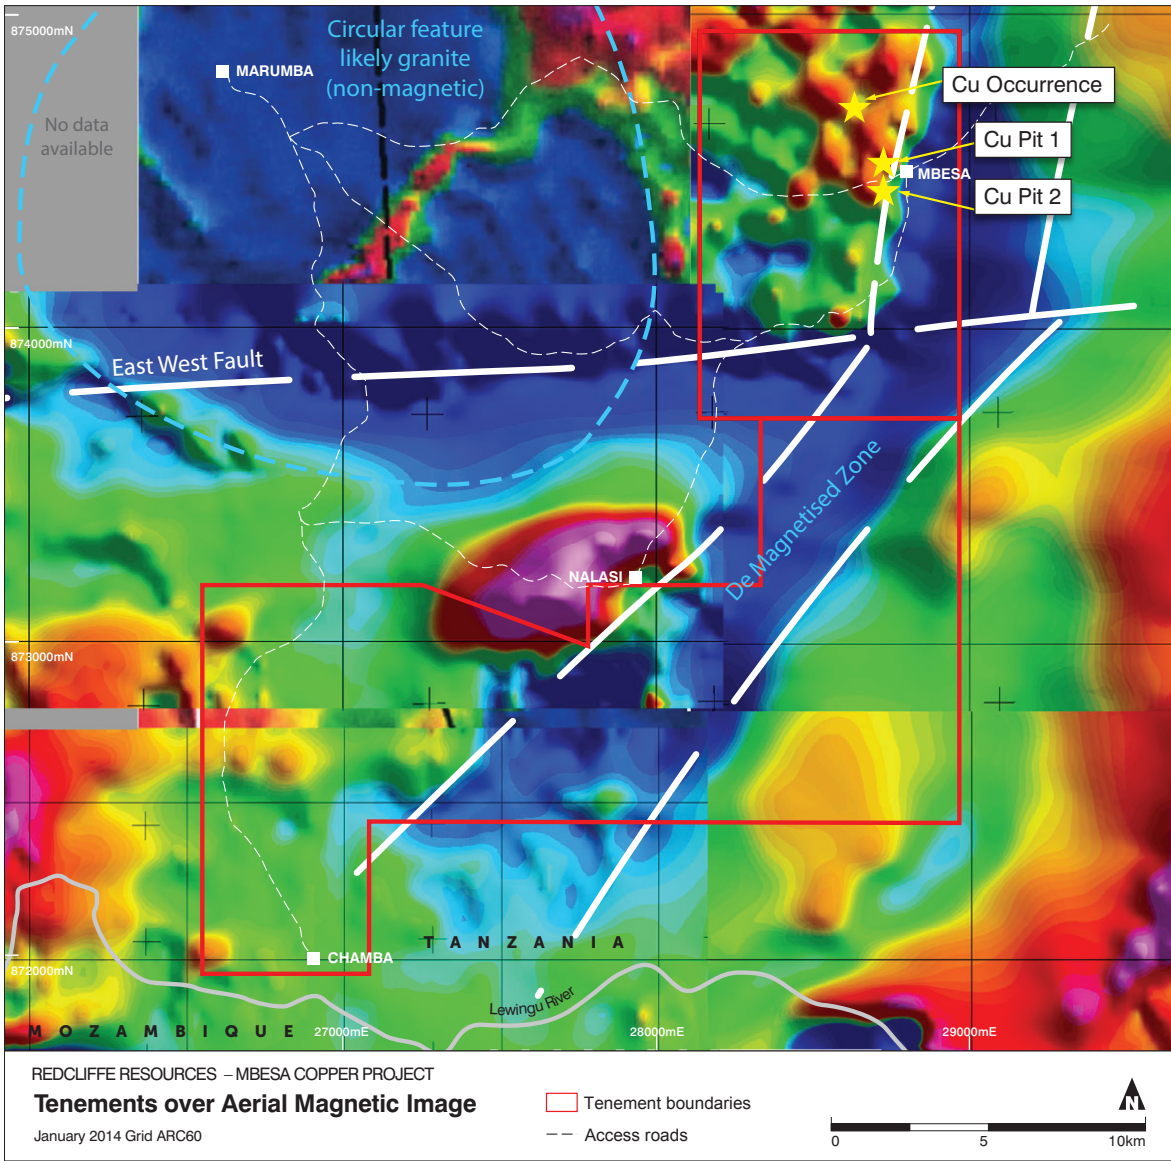 875000mN
Circular feature
likely granite
(non-magnetic)
MARUMBA
No data
available
Cu Occurrence
Cu Pit 1
MBESA
Cu Pit 2
874000mN
East West Fault
De Magnetised Zone
NALASI
873000mN
TANZANIA
CHAMBA
872000mN
Lewingu River
MOZAMBIQUE
27000mE
28000mE
29000mE
REDCLIFFE RESOURCES – MBESA COPPER PROJECT
Tenements over Aerial Magnetic Image
January 2014 Grid ARC60
Tenement boundaries
Access roads
N
0 5 10km